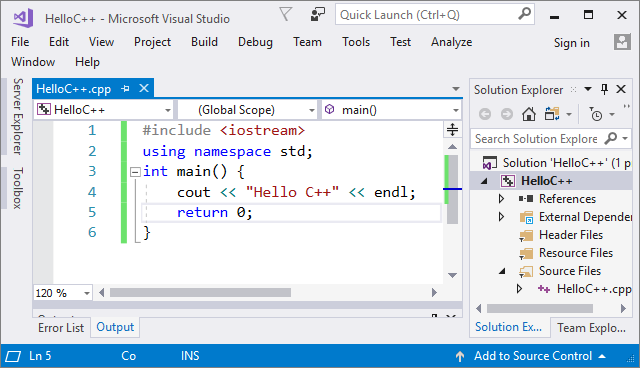 HelloC++ - Microsoft Visual Studio
Quick Launch (Ctrl+Q)
File Edit View Project Build Debug Team Tools Test Analyze Sign in
Window Help
Server Explorer
Toolbox
HelloC++.cpp
HelloC++ (Global Scope) main()
1 #include <iostream>
2 using namespace std;
3 int main() {
4 cout << "Hello C++" << endl;
5 return 0;
6 }
120 %
Error List Output
Solution Explorer
Search Solution Explore
Solution 'HelloC++' (1 p
HelloC++
References
External Depende
Header Files
Resource Files
Source Files
HelloC++.cpp
Solution Ex... Team Explo...
Ln 5 Co INS Add to Source Control